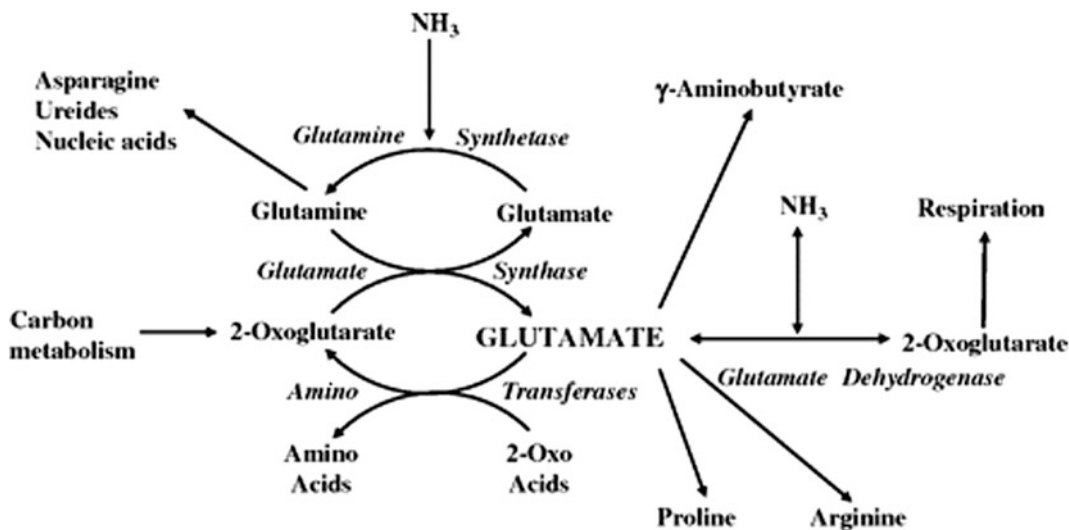 NH₃
Asparagine
Ureides
Nucleic acids
γ-Aminobutyrate
Glutamine Synthetase
Glutamine
Glutamate
NH₃
Respiration
Glutamate Synthase
Carbon
metabolism
2-Oxoglutarate
GLUTAMATE
2-Oxoglutarate
Glutamate Dehydrogenase
Amino Transferases
Amino
Acids
2-Oxo
Acids
Proline
Arginine